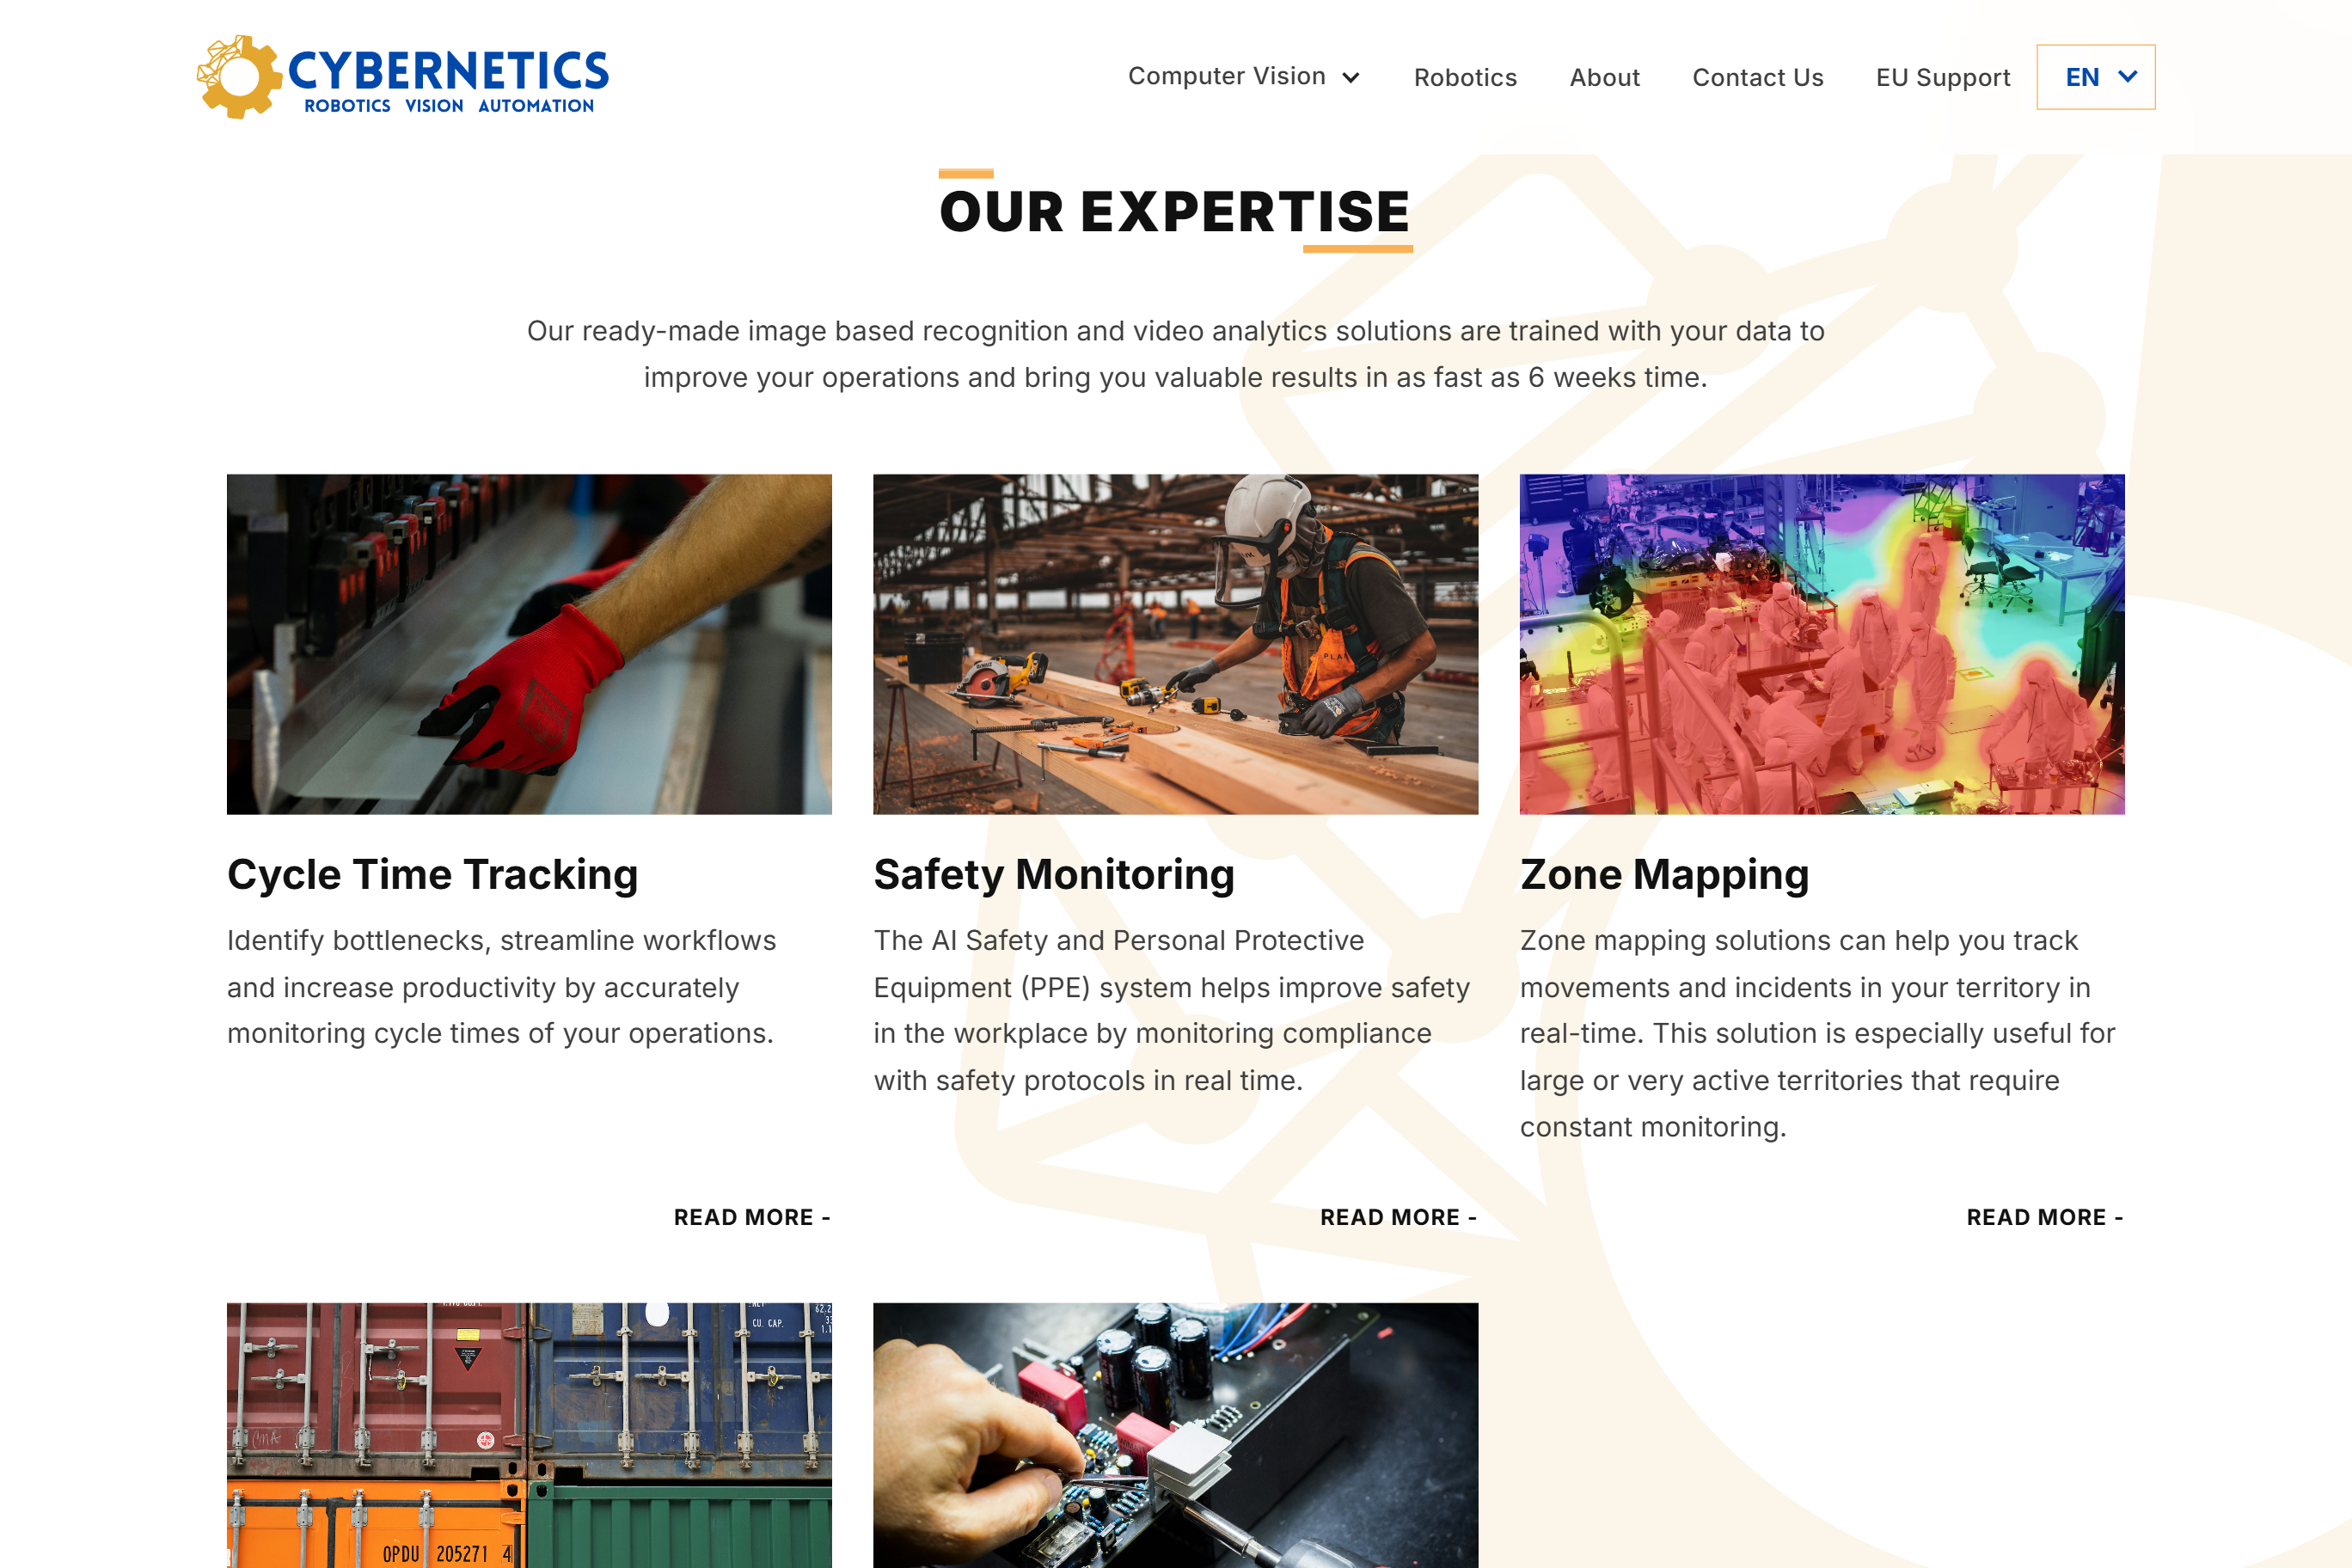 CYBERNETICS
ROBOTICS VISION AUTOMATION
Computer Vision
Robotics
About
Contact Us
EU Support
EN
OUR EXPERTISE
Our ready-made image based recognition and video analytics solutions are trained with your data to
improve your operations and bring you valuable results in as fast as 6 weeks time.
PLA
Cycle Time Tracking
Identify bottlenecks, streamline workflows
and increase productivity by accurately
monitoring cycle times of your operations.
READ MORE -
Safety Monitoring
The AI Safety and Personal Protective
Equipment (PPE) system helps improve safety
in the workplace by monitoring compliance
with safety protocols in real time.
READ MORE -
Zone Mapping
Zone mapping solutions can help you track
movements and incidents in your territory in
real-time. This solution is especially useful for
large or very active territories that require
constant monitoring.
READ MORE -
CU. CAP.
OPDU 205271 4